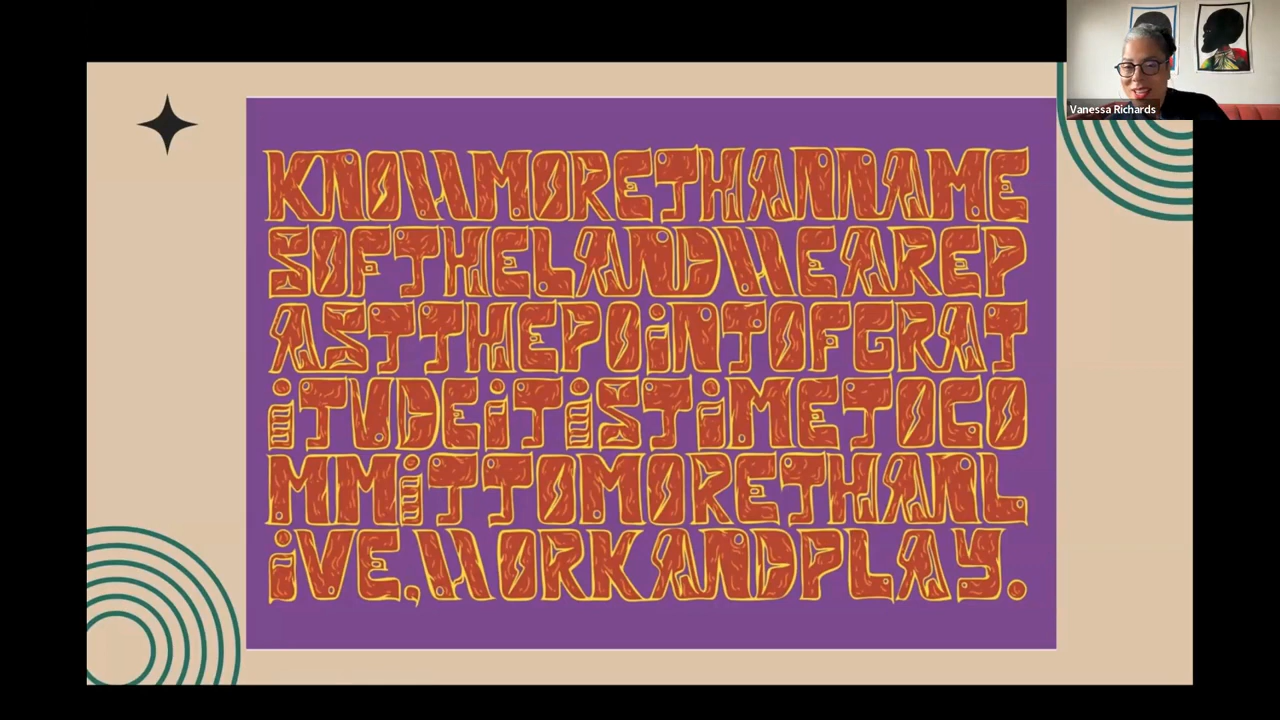 Vanessa Richards
KNOWMORETHANNAME
SOFTHELANDWEAREP
ASTTHEPOiNTOFGRAT
iTUDEiTiSTiMETOCO
MMiTTOMORETHANL
iVE,WORKANDPLAY.